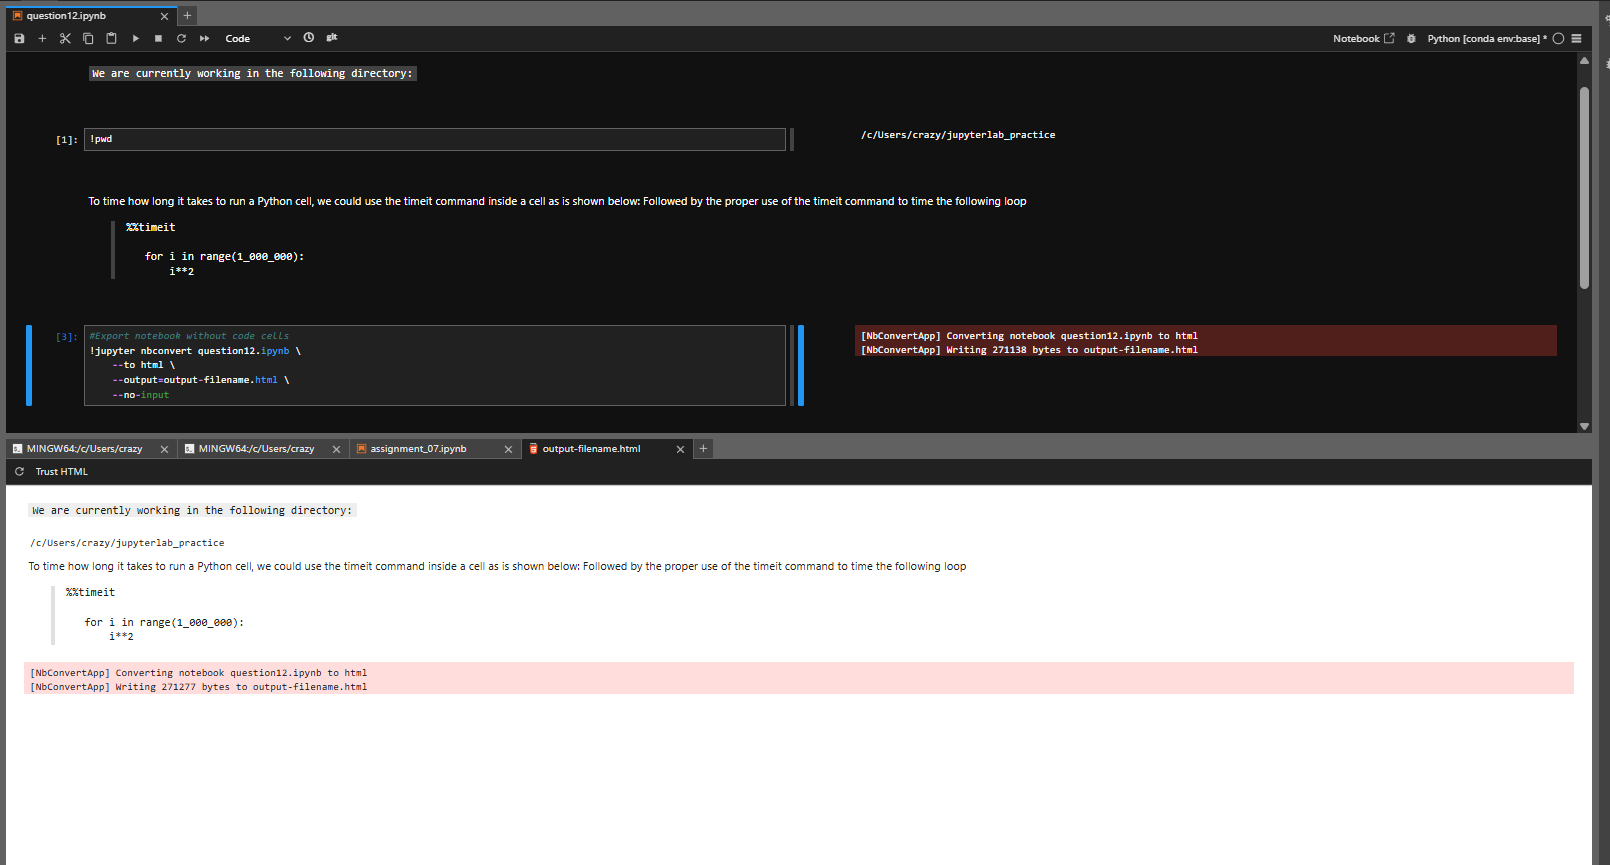 question12.ipynb
Code
git
Notebook
Python [conda env:base] *
We are currently working in the following directory:
[1]:
!pwd
/c/Users/crazy/jupyterlab_practice
To time how long it takes to run a Python cell, we could use the timeit command inside a cell as is shown below: Followed by the proper use of the timeit command to time the following loop
%%timeit
for i in range(1_000_000):
i**2
[3]:
#Export notebook without code cells
!jupyter nbconvert question12.ipynb \
--to html \
--output=output-filename.html \
--no-input
[NbConvertApp] Converting notebook question12.ipynb to html
[NbConvertApp] Writing 271138 bytes to output-filename.html
MINGW64:/c/Users/crazy
MINGW64:/c/Users/crazy
assignment_07.ipynb
output-filename.html
Trust HTML
We are currently working in the following directory:
/c/Users/crazy/jupyterlab_practice
To time how long it takes to run a Python cell, we could use the timeit command inside a cell as is shown below: Followed by the proper use of the timeit command to time the following loop
%%timeit
for i in range(1_000_000):
i**2
[NbConvertApp] Converting notebook question12.ipynb to html
[NbConvertApp] Writing 271277 bytes to output-filename.html